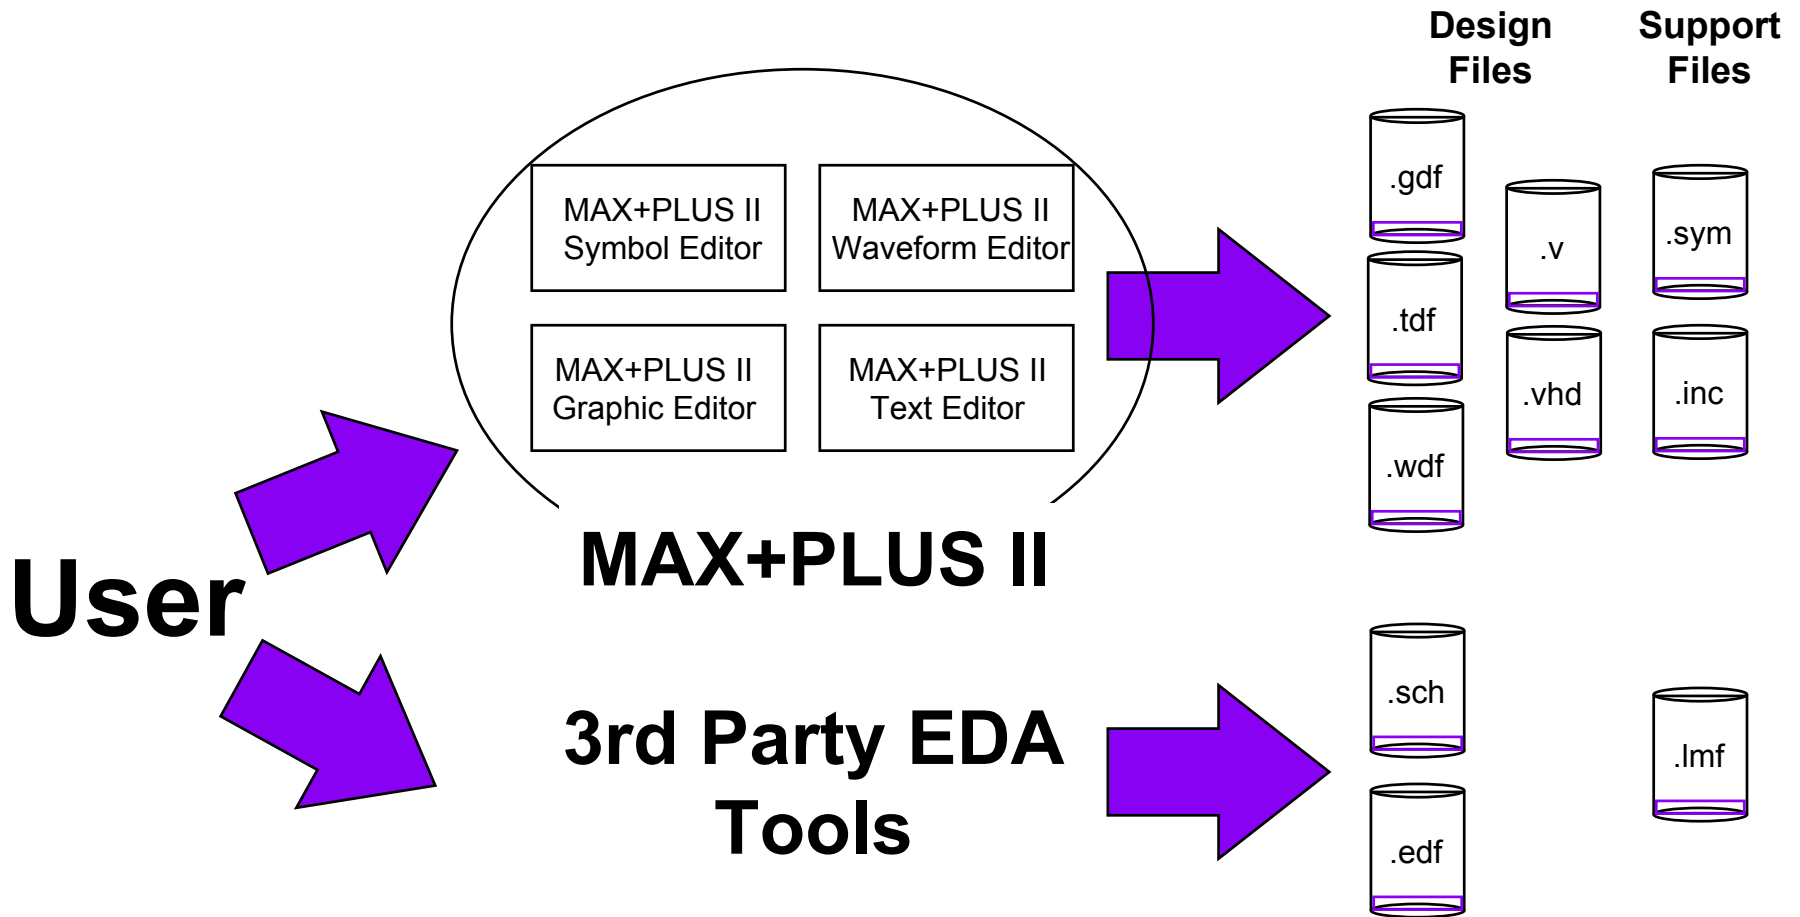 Design
Files
Support
Files
MAX+PLUS II
Symbol Editor
MAX+PLUS II
Waveform Editor
MAX+PLUS II
Graphic Editor
MAX+PLUS II
Text Editor
MAX+PLUS II
User
3rd Party EDA
Tools
.gdf
.tdf
.wdf
.v
.vhd
.sym
.inc
.sch
.edf
.lmf